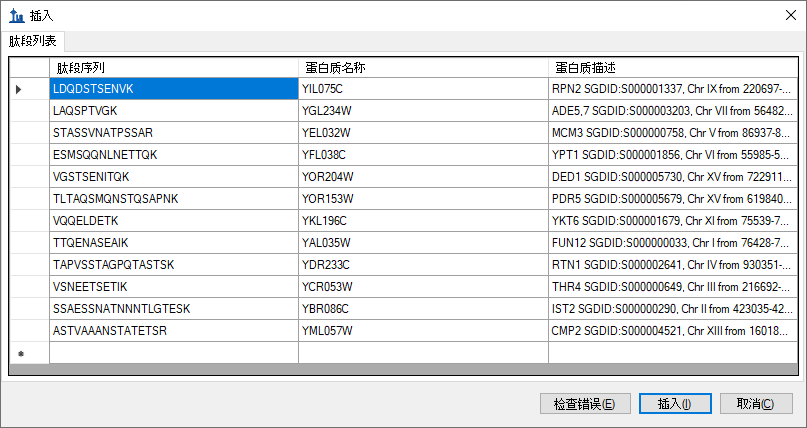 插入
肽段列表
肽段序列 蛋白质名称 蛋白质描述
LDQDSTSENVK YIL075C RPN2 SGDID:S000001337, Chr IX from 220697-...
LAQSPTVGK YGL234W ADE5,7 SGDID:S000003203, Chr VII from 56482...
STASSVNATPSSAR YEL032W MCM3 SGDID:S000000758, Chr V from 86937-8...
ESMSQQNLNETTQK YFL038C YPT1 SGDID:S000001856, Chr VI from 55985-5...
VGSTSENITQK YOR204W DED1 SGDID:S000005730, Chr XV from 722911...
TLTAQSMQNSTQSAPNK YOR153W PDR5 SGDID:S000005679, Chr XV from 619840...
VQQELDETK YKL196C YKT6 SGDID:S000001679, Chr XI from 75539-7...
TTQENASEAIK YAL035W FUN12 SGDID:S000000033, Chr I from 76428-7...
TAPVSSTAGPQTASTSK YDR233C RTN1 SGDID:S000002641, Chr IV from 930351-...
VSNEETSETIK YCR053W THR4 SGDID:S000000649, Chr III from 216692-...
SSAESSNATNNNTLGTESK YBR086C IST2 SGDID:S000000290, Chr II from 423035-42...
ASTVAAANSTATETSR YML057W CMP2 SGDID:S000004521, Chr XIII from 16018...
检查错误(E) 插入(I) 取消(C)